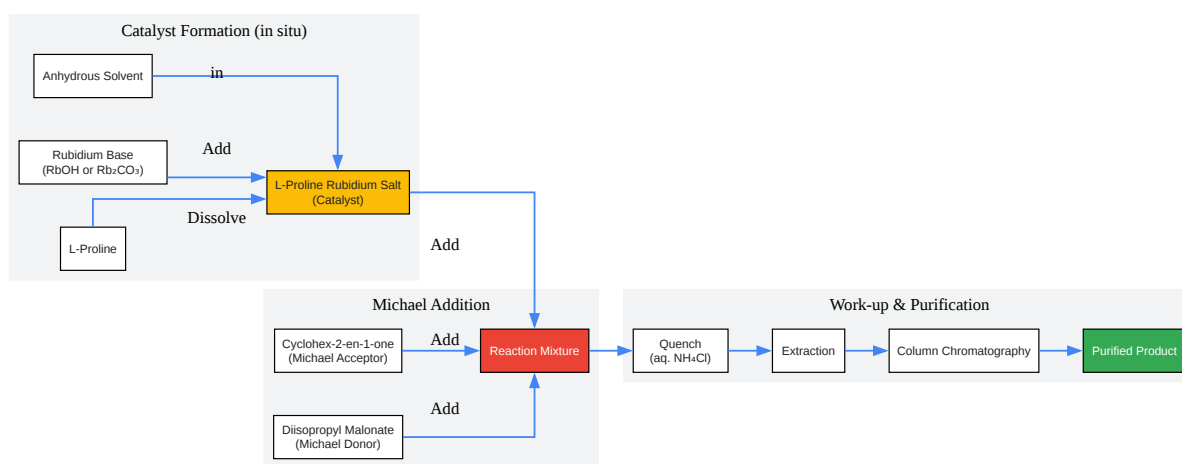 Catalyst Formation (in situ)
Anhydrous Solvent
in
Rubidium Base
(RbOH or Rb₂CO₃)
Add
L-Proline Rubidium Salt
(Catalyst)
Dissolve
L-Proline
Add
Michael Addition
Cyclohex-2-en-1-one
(Michael Acceptor)
Add
Reaction Mixture
Diisopropyl Malonate
(Michael Donor)
Add
Work-up & Purification
Quench
(aq. NH₄Cl)
Extraction
Column Chromatography
Purified Product